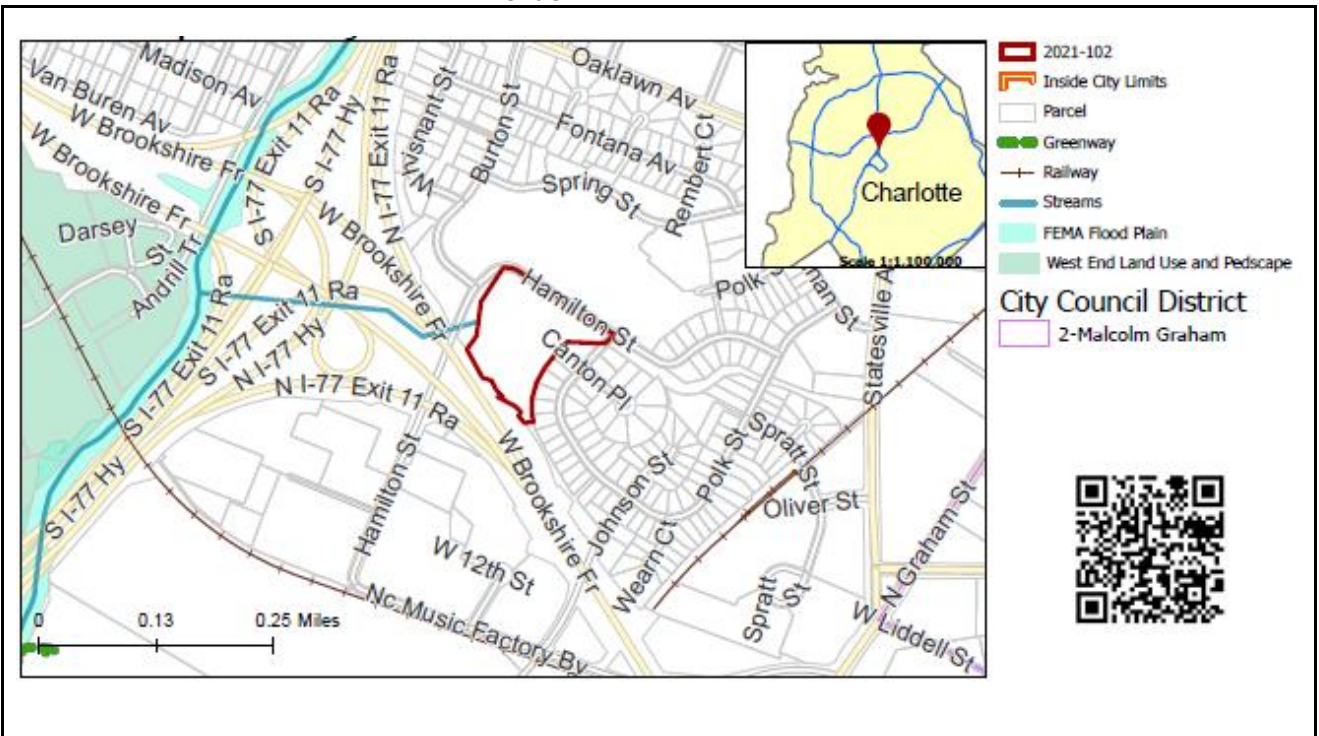 Madison Av
Van Buren Av
W Brookshire Fr
W Brookshire Fr
Darsey
St
Andrill Tr
S I-77 Exit 11 Ra
S I-77 Hy
N I-77 Exit 11 Ra
Whisnant St
Burton St
Oaklawn Av
Fontana Av
Spring St
Rembert Ct
W Brookshire Fr
S I-77 Exit 11 Ra
S I-77 Exit 11 Ra
N I-77 Hy
N I-77 Exit 11 Ra
S I-77 Exit 11 Ra
S I-77 Hy
Hamilton St
Canton Pl
Polk
Statesville A
Hamilton St
W Brookshire Fr
Johnson St
Polk St
Spratt St
Oliver St
Wearn Ct
W 12th St
Nc Music Factory Bv
Spratt
St
N Graham St
W Liddell St
0
0.13
0.25 Miles
Charlotte
Scale 1:1,100,000
2021-102
Inside City Limits
Parcel
Greenway
Railway
Streams
FEMA Flood Plain
West End Land Use and Pedscape
City Council District
2-Malcolm Graham